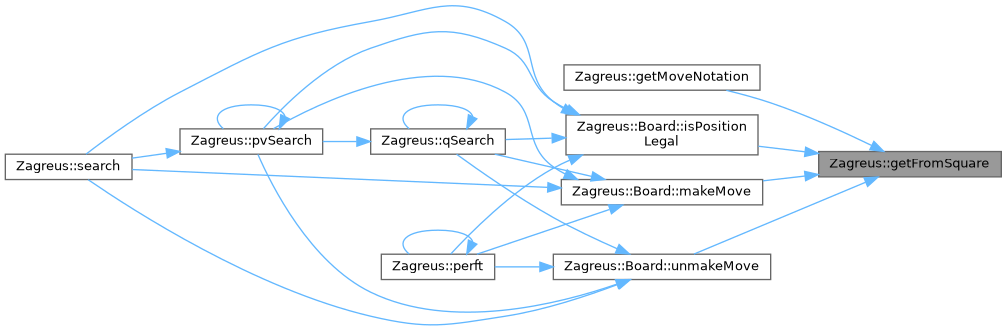 Zagreus::getMoveNotation
Zagreus::Board::isPosition
Legal
Zagreus::pvSearch
Zagreus::qSearch
Zagreus::search
Zagreus::getFromSquare
Zagreus::Board::makeMove
Zagreus::perft
Zagreus::Board::unmakeMove